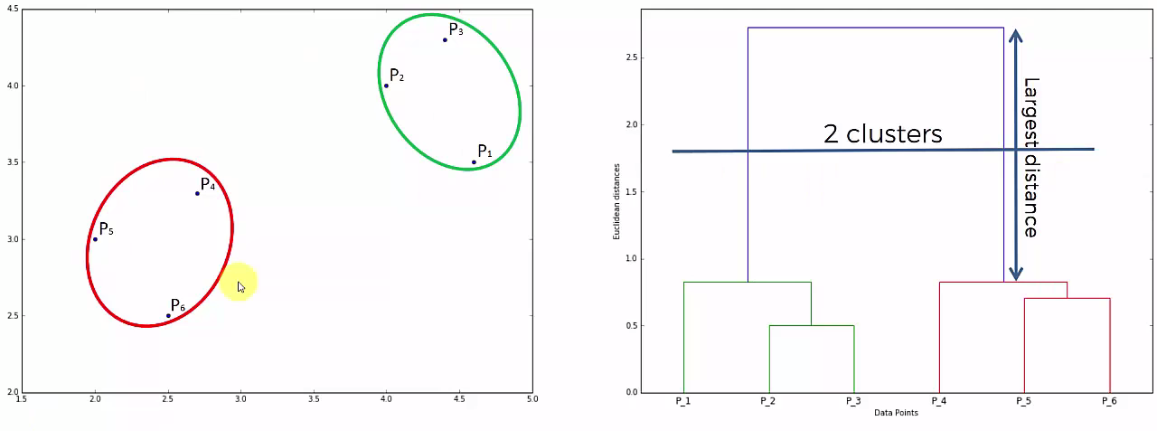 4.5
4.0
3.5
3.0
2.5
2.0
1.5
2.0
2.5
3.0
3.5
4.0
4.5
5.0
P3
P2
P1
P4
P5
P6
2.5
2.0
1.5
1.0
0.5
0.0
Euclidean distances
2 clusters
Largest distance
P_1
P_2
P_3
P_4
P_5
P_6
Data Points